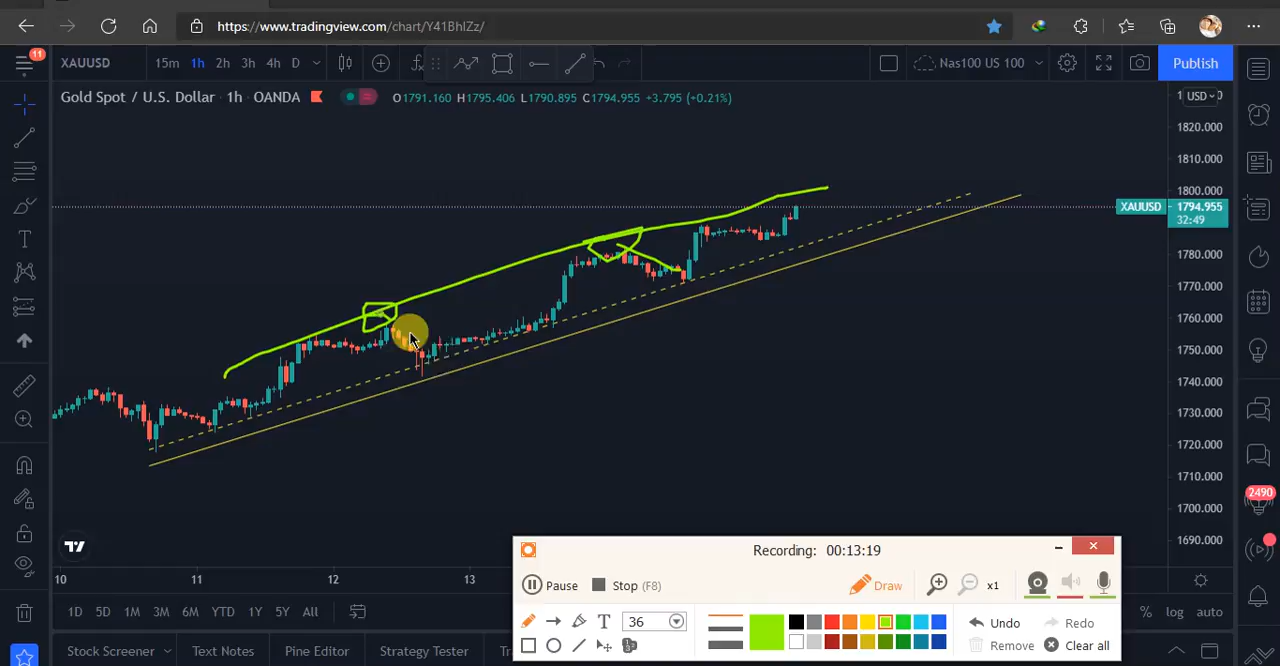 https://www.tradingview.com/chart/Y41BhIZz/
11
XAUUSD 15m 1h 2h 3h 4h D
Nas100 US 100
Publish
Gold Spot / U.S. Dollar · 1h · OANDA
O1791.160 H1795.406 L1790.895 C1794.955 +3.795 (+0.21%)
USD
1820.000
1810.000
1800.000
XAUUSD 1794.955
32:49
1780.000
1770.000
1760.000
1750.000
1740.000
1730.000
1720.000
1710.000
1700.000
1690.000
2490
10 11 12 13
1D 5D 1M 3M 6M YTD 1Y 5Y All
% log auto
Stock Screener Text Notes Pine Editor Strategy Tester
Recording: 00:13:19
Pause Stop (F8) Draw x1
T 36 Undo Redo
Remove Clear all